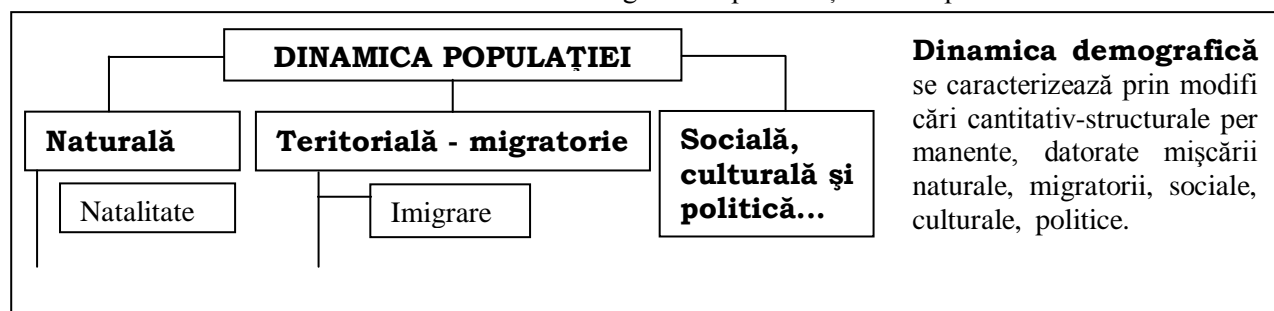 DINAMICA POPULAŢIEI
Naturală
Teritorială - migratorie
Socială,
culturală şi
politică...
Natalitate
Imigrare
Dinamica demografică
se caracterizează prin modifi
cări cantitativ-structurale per
manente, datorate mişcării
naturale, migratorii, sociale,
culturale, politice.